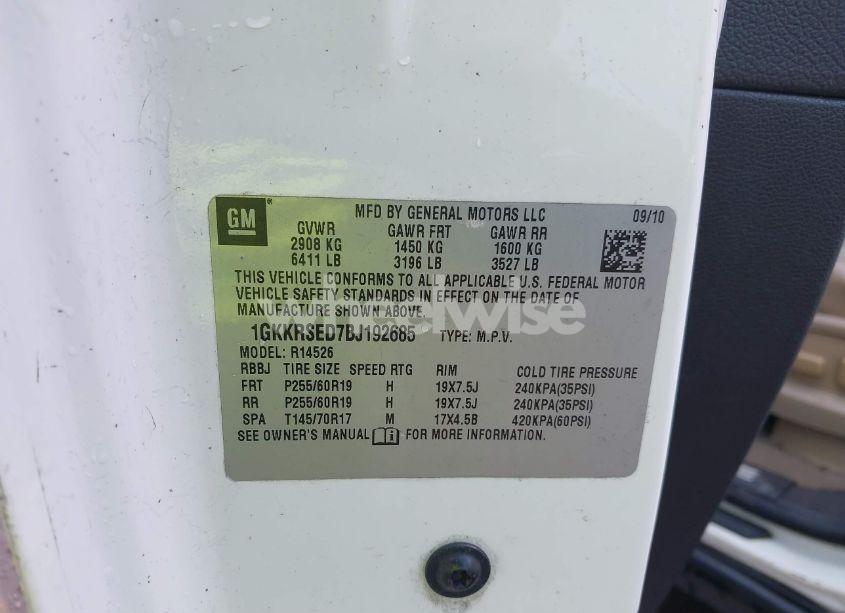 GM
MFD BY GENERAL MOTORS LLC 09/10
GVWR GAWR FRT GAWR RR
2908 KG 1450 KG 1600 KG
6411 LB 3196 LB 3527 LB
THIS VEHICLE CONFORMS TO ALL APPLICABLE U.S. FEDERAL MOTOR
VEHICLE SAFETY STANDARDS IN EFFECT ON THE DATE OF
MANUFACTURE SHOWN ABOVE.
wheelwise
1GKKRSED7BJ192685 TYPE: M.P.V.
MODEL: R14526
RBBJ TIRE SIZE SPEED RTG RIM COLD TIRE PRESSURE
FRT P255/60R19 H 19X7.5J 240KPA(35PSI)
RR P255/60R19 H 19X7.5J 240KPA(35PSI)
SPA T145/70R17 M 17X4.5B 420KPA(60PSI)
SEE OWNER'S MANUAL FOR MORE INFORMATION.